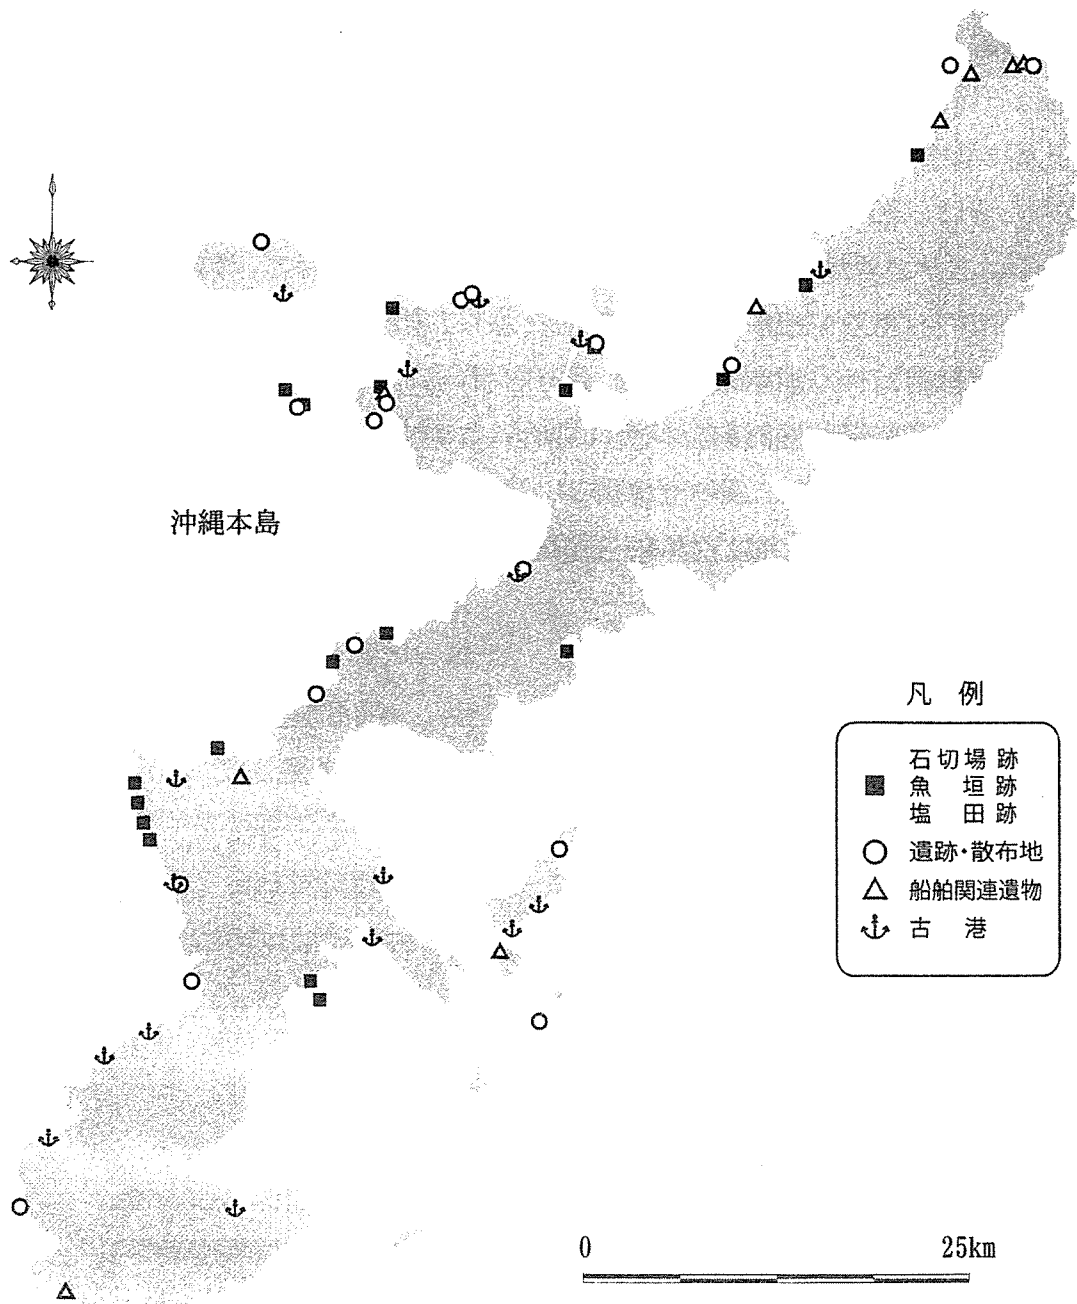 沖縄本島
凡 例
石切場 跡
魚 垣 跡
塩 田 跡
遺跡・散布地
船舶関連遺物
古 港
0 25km